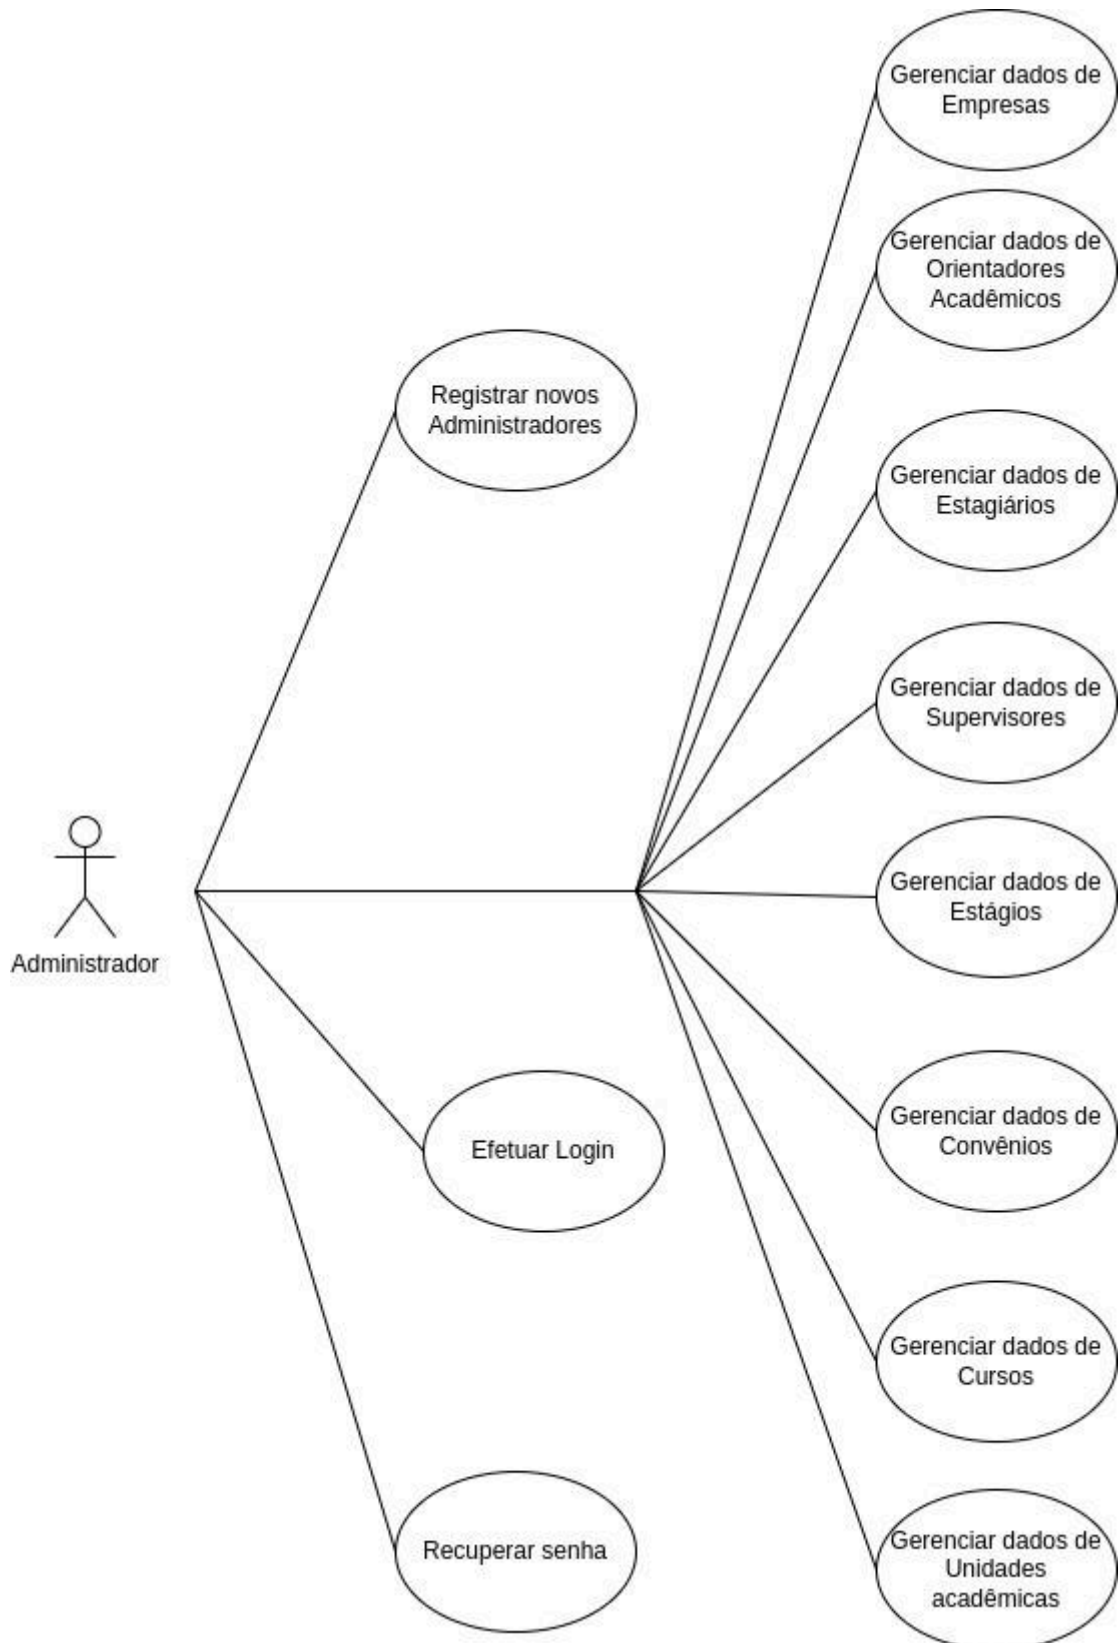 Gerenciar dados de
Empresas
Gerenciar dados de
Orientadores
Acadêmicos
Registrar novos
Administradores
Gerenciar dados de
Estagiários
Gerenciar dados de
Supervisores
Gerenciar dados de
Estágios
Administrador
Gerenciar dados de
Convênios
Efetuar Login
Gerenciar dados de
Cursos
Recuperar senha
Gerenciar dados de
Unidades
acadêmicas